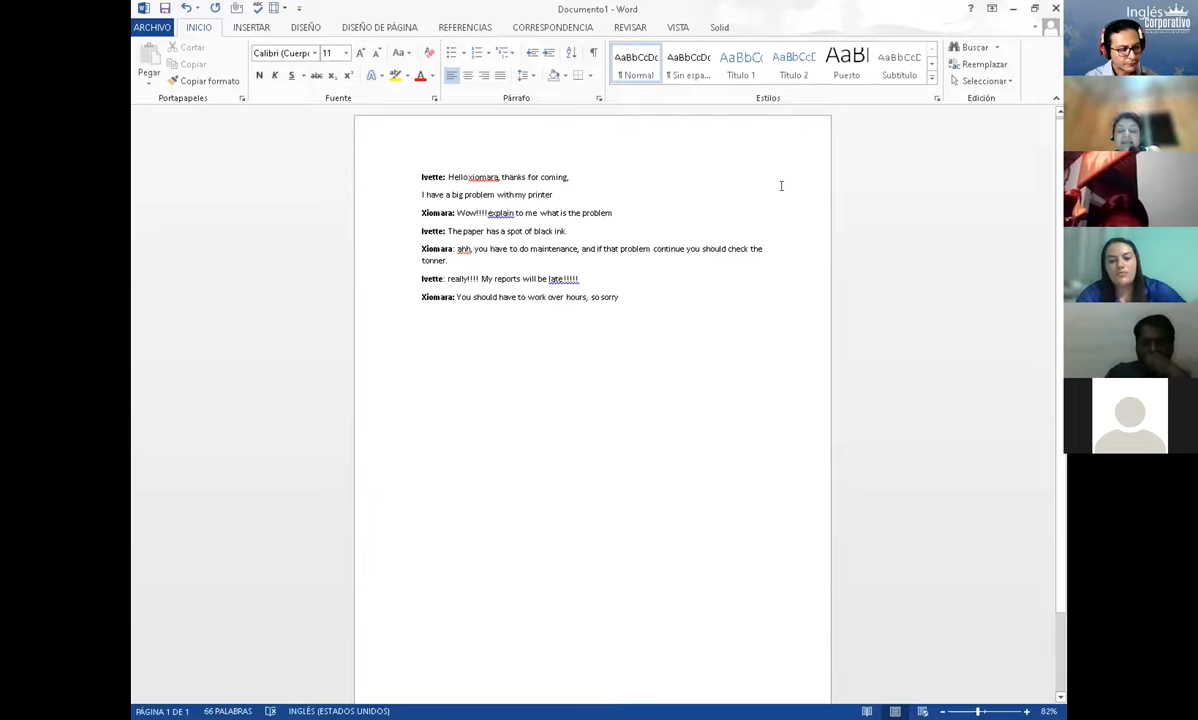 Documento1 - Word
Inglés
Corporativo
ARCHIVO INICIO INSERTAR DISEÑO DISEÑO DE PÁGINA REFERENCIAS CORRESPONDENCIA REVISAR VISTA Solid
Pegar
Cortar
Copiar
Copiar formato
Portapapeles
Calibri (Cuerp 11
Fuente
Párrafo
AaBbCcDc AaBbCcDc AaBbC( AaBbCcD AaBl AaBbCcD
¶ Normal ¶ Sin espa... Título 1 Título 2 Puesto Subtítulo
Estilos
Buscar
Reemplazar
Seleccionar
Edición
Ivette: Hello xiomara, thanks for coming,
I have a big problem with my printer
Xiomara: Wow!!!!explain to me what is the problem
Ivette: The paper has a spot of black ink.
Xiomara: ahh, you have to do maintenance, and if that problem continue you should check the
tonner.
Ivette: really!!!! My reports will be late!!!!!
Xiomara: You should have to work over hours, so sorry
PÁGINA 1 DE 1 66 PALABRAS INGLÉS (ESTADOS UNIDOS) 82%